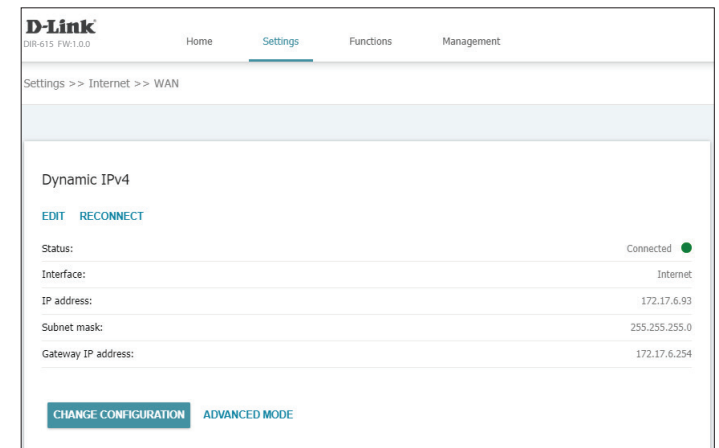 D-Link
DIR-615 FW:1.0.0 Home Settings Functions Management
Settings >> Internet >> WAN
Dynamic IPv4
EDIT RECONNECT
Status: Connected
Interface: Internet
IP address: 172.17.6.93
Subnet mask: 255.255.255.0
Gateway IP address: 172.17.6.254
CHANGE CONFIGURATION ADVANCED MODE